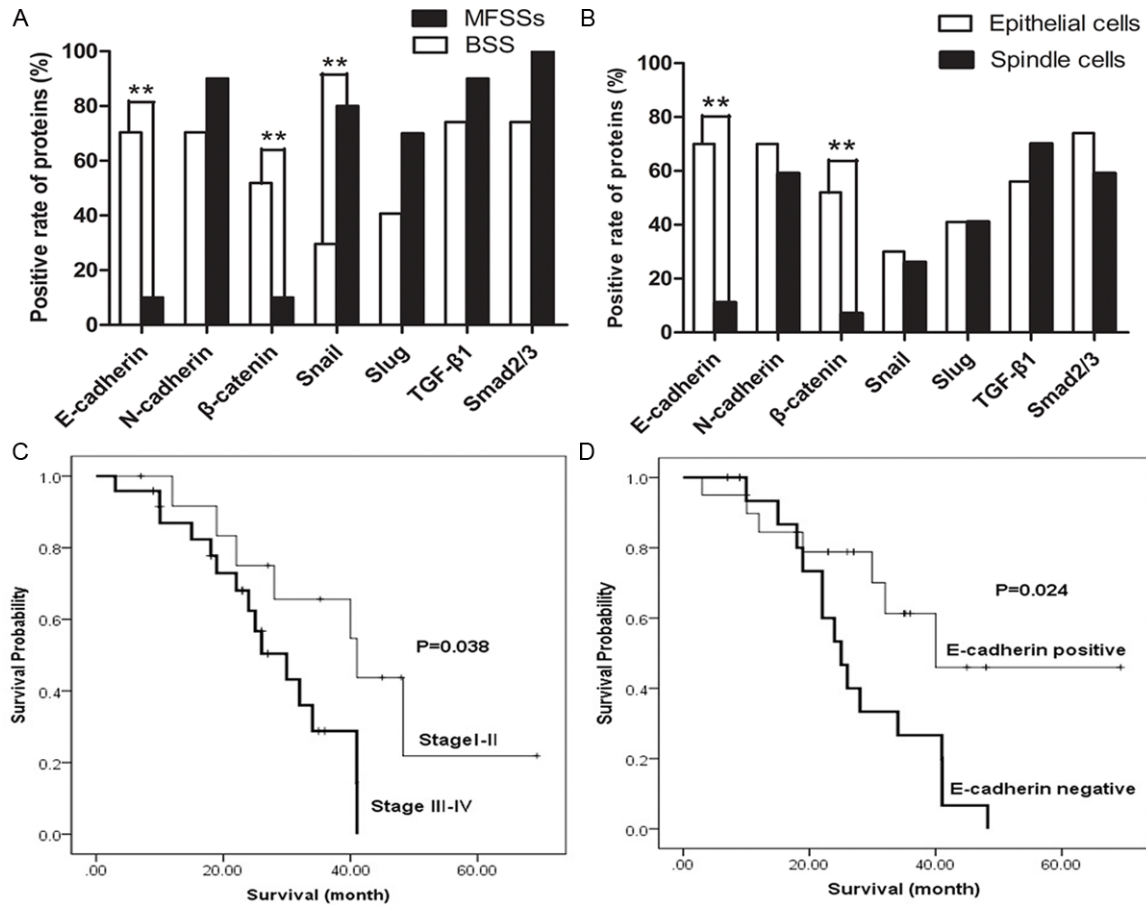 A
MFSSs
BSS
Positive rate of proteins (%)
100
80
60
40
20
0
**
**
**
E-cadherin
N-cadherin
β-catenin
Snail
Slug
TGF-β1
Smad2/3
B
Epithelial cells
Spindle cells
Positive rate of proteins (%)
100
80
60
40
20
0
**
**
E-cadherin
N-cadherin
β-catenin
Snail
Slug
TGF-β1
Smad2/3
C
Survival Probability
1.0
0.8
0.6
0.4
0.2
0.0
P=0.038
StageI-II
Stage III-IV
.00
20.00
40.00
60.00
Survival (month)
D
Survival Probability
1.0
0.8
0.6
0.4
0.2
0.0
P=0.024
E-cadherin positive
E-cadherin negative
.00
20.00
40.00
60.00
Survival (month)